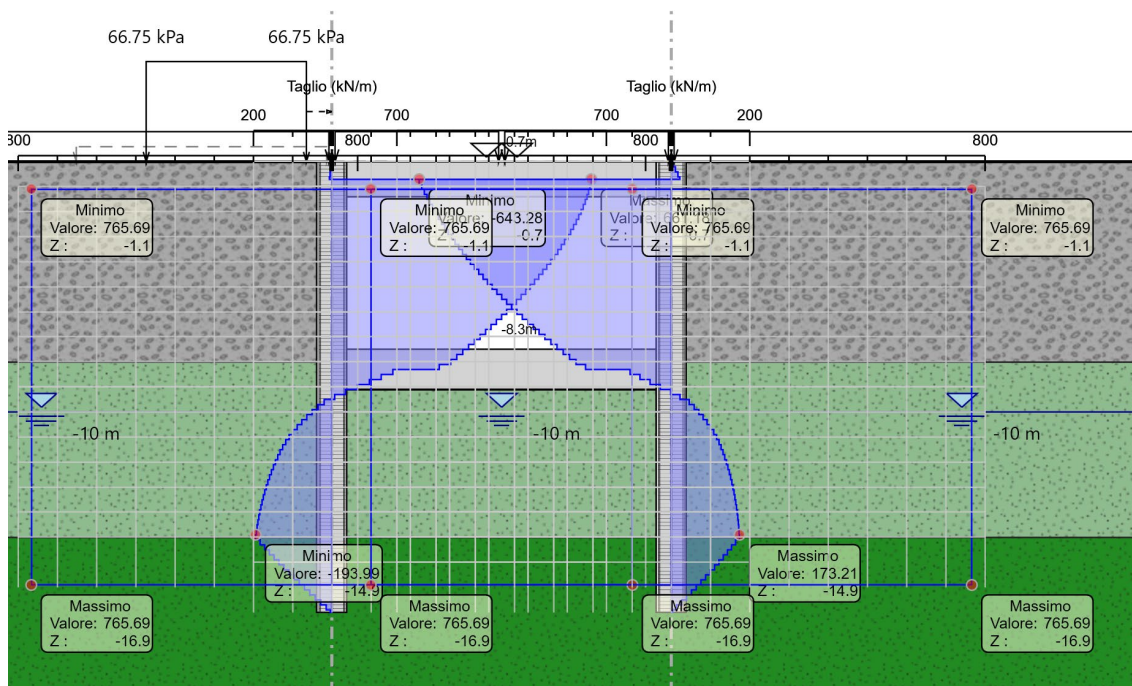 66.75 kPa
66.75 kPa
Taglio (kN/m)
Taglio (kN/m)
200
700
700
200
800
800
800
800
0.7m
Minimo
Valore: 765.69
Z : -1.1
Minimo
Valore: 765.69
Z : -1.1
Minimo
-643.28
-0.7
Massimo
Minimo
Valore: 765.69
Z : -1.1
Minimo
Valore: 765.69
Z : -1.1
-8.3m
-10 m
-10 m
-10 m
Minimo
Valore: -193.99
Z : -14.9
Massimo
Valore: 173.21
Z : -14.9
Massimo
Valore: 765.69
Z : -16.9
Massimo
Valore: 765.69
Z : -16.9
Massimo
Valore: 765.69
Z : -16.9
Massimo
Valore: 765.69
Z : -16.9